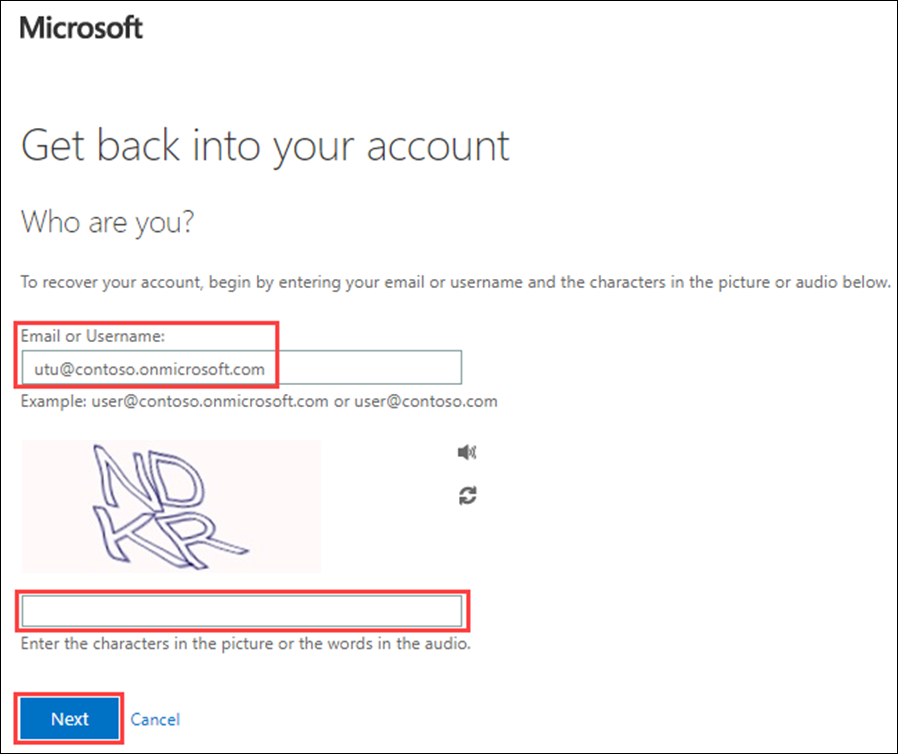 Microsoft
Get back into your account
Who are you?
To recover your account, begin by entering your email or username and the characters in the picture or audio below.
Email or Username:
utu@contoso.onmicrosoft.com
Example: user@contoso.onmicrosoft.com or user@contoso.com
ND
KR
Enter the characters in the picture or the words in the audio.
Next Cancel